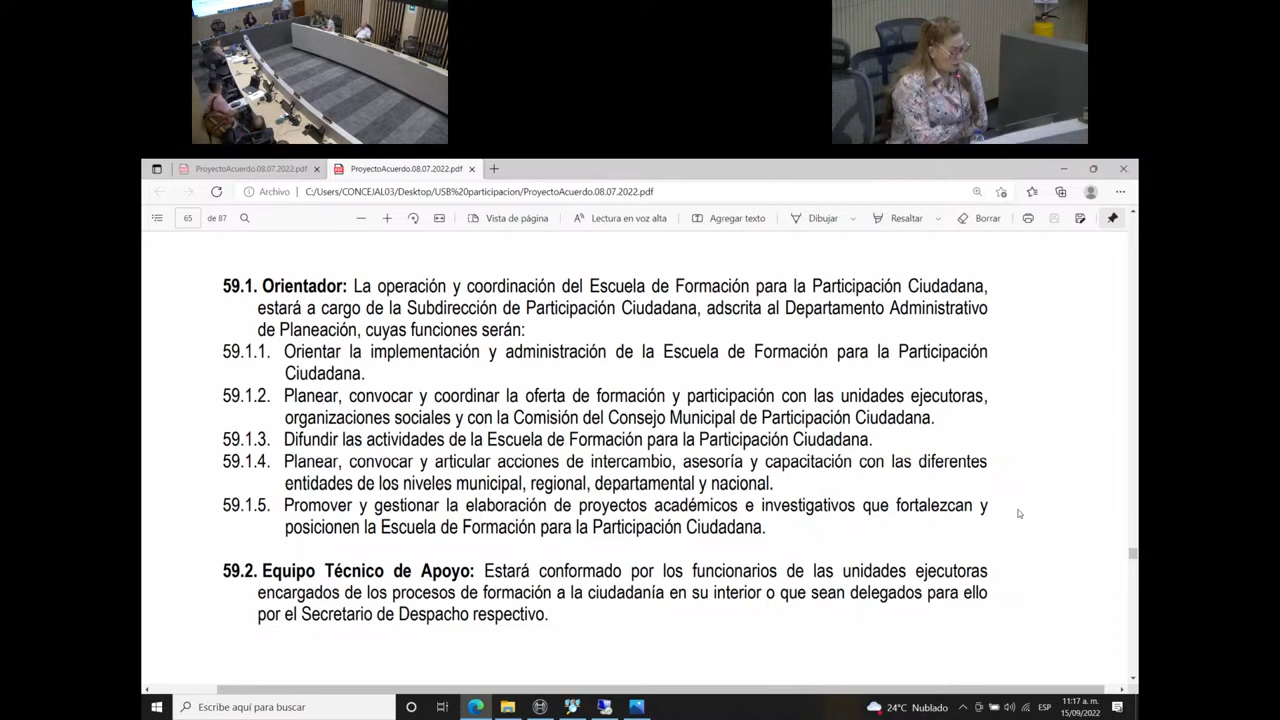 ProyectoAcuerdo.08.07.2022.pdf
ProyectoAcuerdo.08.07.2022.pdf
Archivo
C:/Users/CONCEJAL03/Desktop/USB%20participacion/ProyectoAcuerdo.08.07.2022.pdf
65 de 87
Vista de página
Lectura en voz alta
Agregar texto
Dibujar
Resaltar
Borrar
59.1. Orientador: La operación y coordinación del Escuela de Formación para la Participación Ciudadana,
estará a cargo de la Subdirección de Participación Ciudadana, adscrita al Departamento Administrativo
de Planeación, cuyas funciones serán:
59.1.1. Orientar la implementación y administración de la Escuela de Formación para la Participación
Ciudadana.
59.1.2. Planear, convocar y coordinar la oferta de formación y participación con las unidades ejecutoras,
organizaciones sociales y con la Comisión del Consejo Municipal de Participación Ciudadana.
59.1.3. Difundir las actividades de la Escuela de Formación para la Participación Ciudadana.
59.1.4. Planear, convocar y articular acciones de intercambio, asesoría y capacitación con las diferentes
entidades de los niveles municipal, regional, departamental y nacional.
59.1.5. Promover y gestionar la elaboración de proyectos académicos e investigativos que fortalezcan y
posicionen la Escuela de Formación para la Participación Ciudadana.
59.2. Equipo Técnico de Apoyo: Estará conformado por los funcionarios de las unidades ejecutoras
encargados de los procesos de formación a la ciudadanía en su interior o que sean delegados para ello
por el Secretario de Despacho respectivo.
Escribe aquí para buscar
24°C Nublado
ESP
11:17 a. m.
15/09/2022